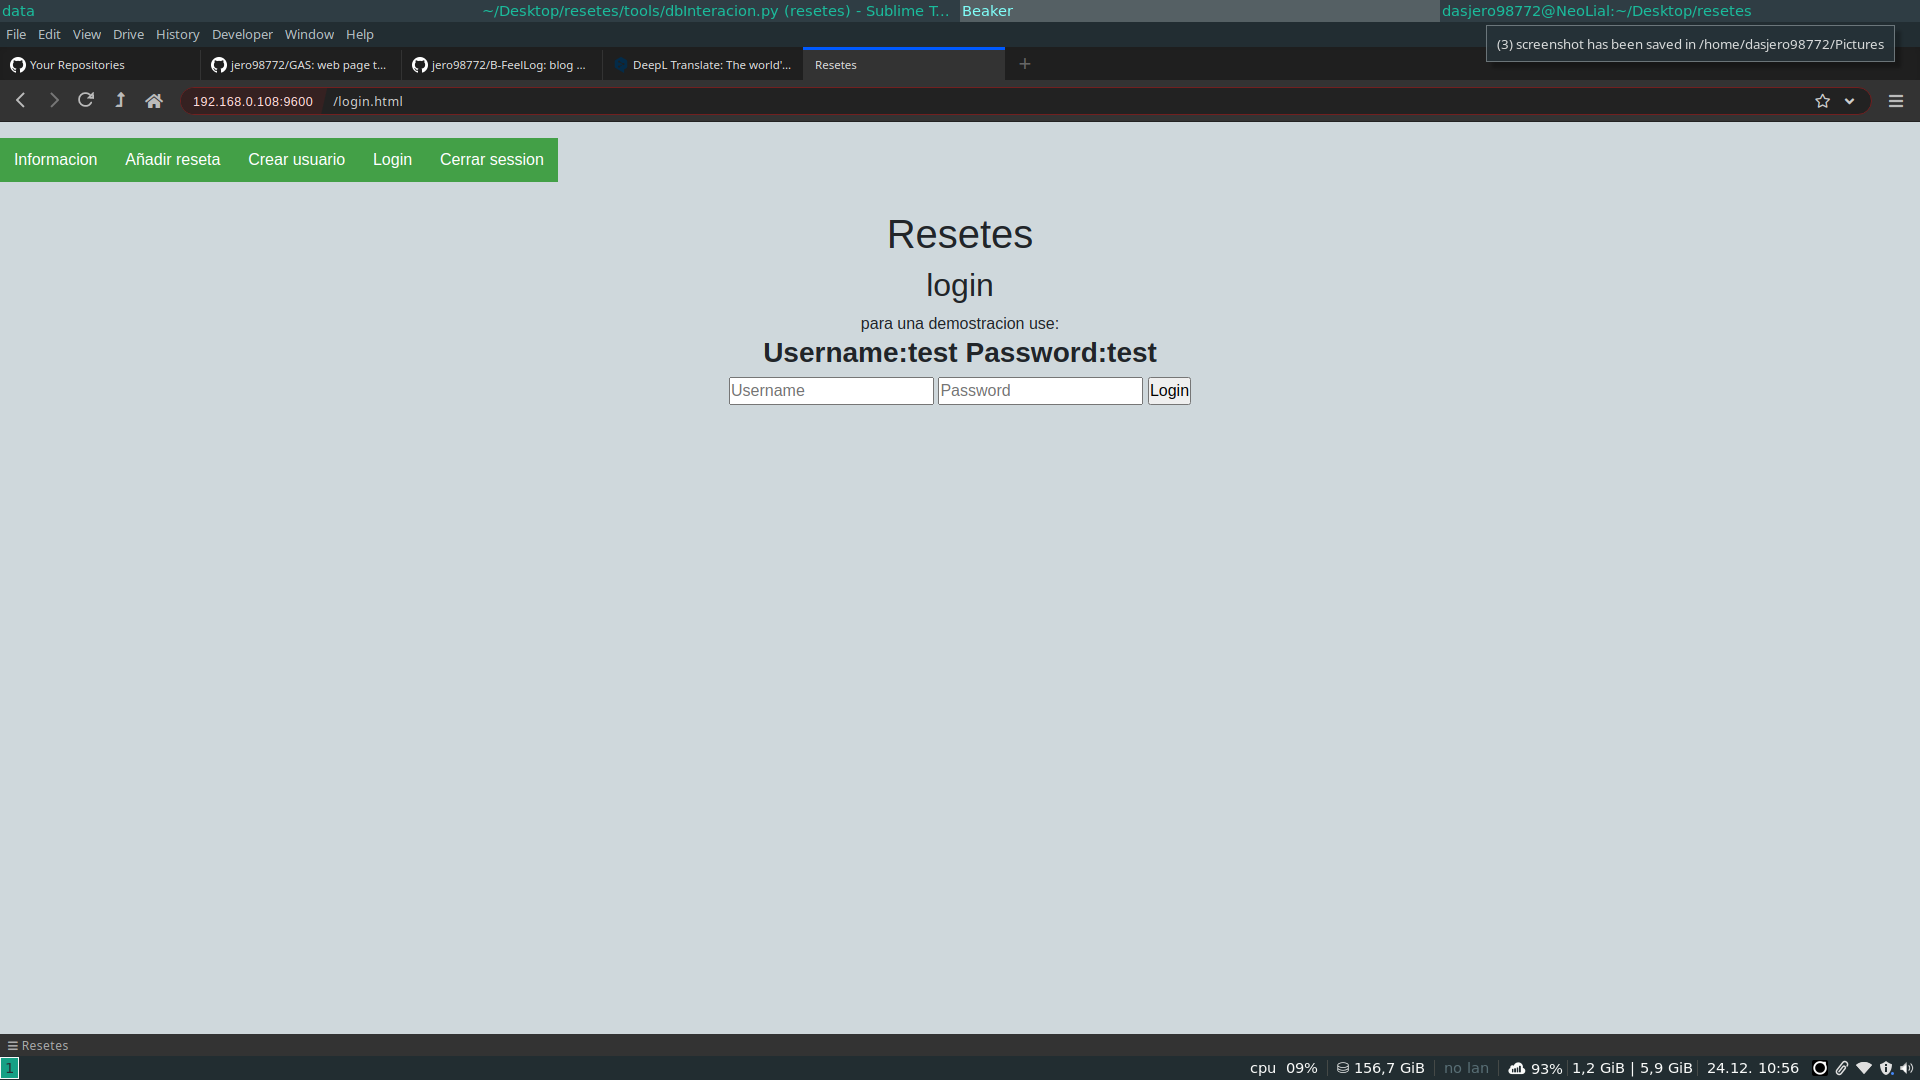 data ~/Desktop/resetes/tools/dbInteracion.py (resetes) - Sublime T... Beaker dasjero98772@NeoLial:~/Desktop/resetes
File Edit View Drive History Developer Window Help
(3) screenshot has been saved in /home/dasjero98772/Pictures
Your Repositories jero98772/GAS: web page t... jero98772/B-FeelLog: blog ... DeepL Translate: The world'... Resetes +
192.168.0.108:9600 /login.html
Informacion Añadir reseta Crear usuario Login Cerrar session
Resetes
login
para una demostracion use:
Username:test Password:test
Username Password Login
Resetes
1 cpu 09% 156,7 GiB no lan 93% 1,2 GiB | 5,9 GiB 24.12. 10:56